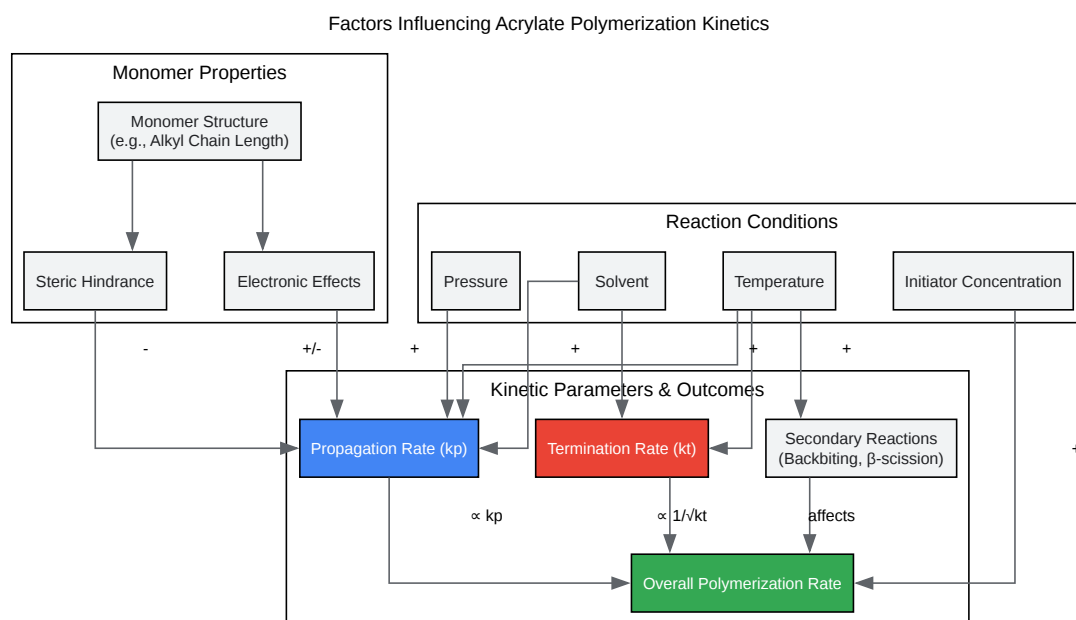 Factors Influencing Acrylate Polymerization Kinetics
Monomer Properties
Monomer Structure
(e.g., Alkyl Chain Length)
Steric Hindrance
Electronic Effects
Reaction Conditions
Pressure
Solvent
Temperature
Initiator Concentration
-
+/-
+
+
+
+
Kinetic Parameters & Outcomes
Propagation Rate (kp)
Termination Rate (kt)
Secondary Reactions
(Backbiting, β-scission)
+
∝ kp
∝ 1/√kt
affects
Overall Polymerization Rate